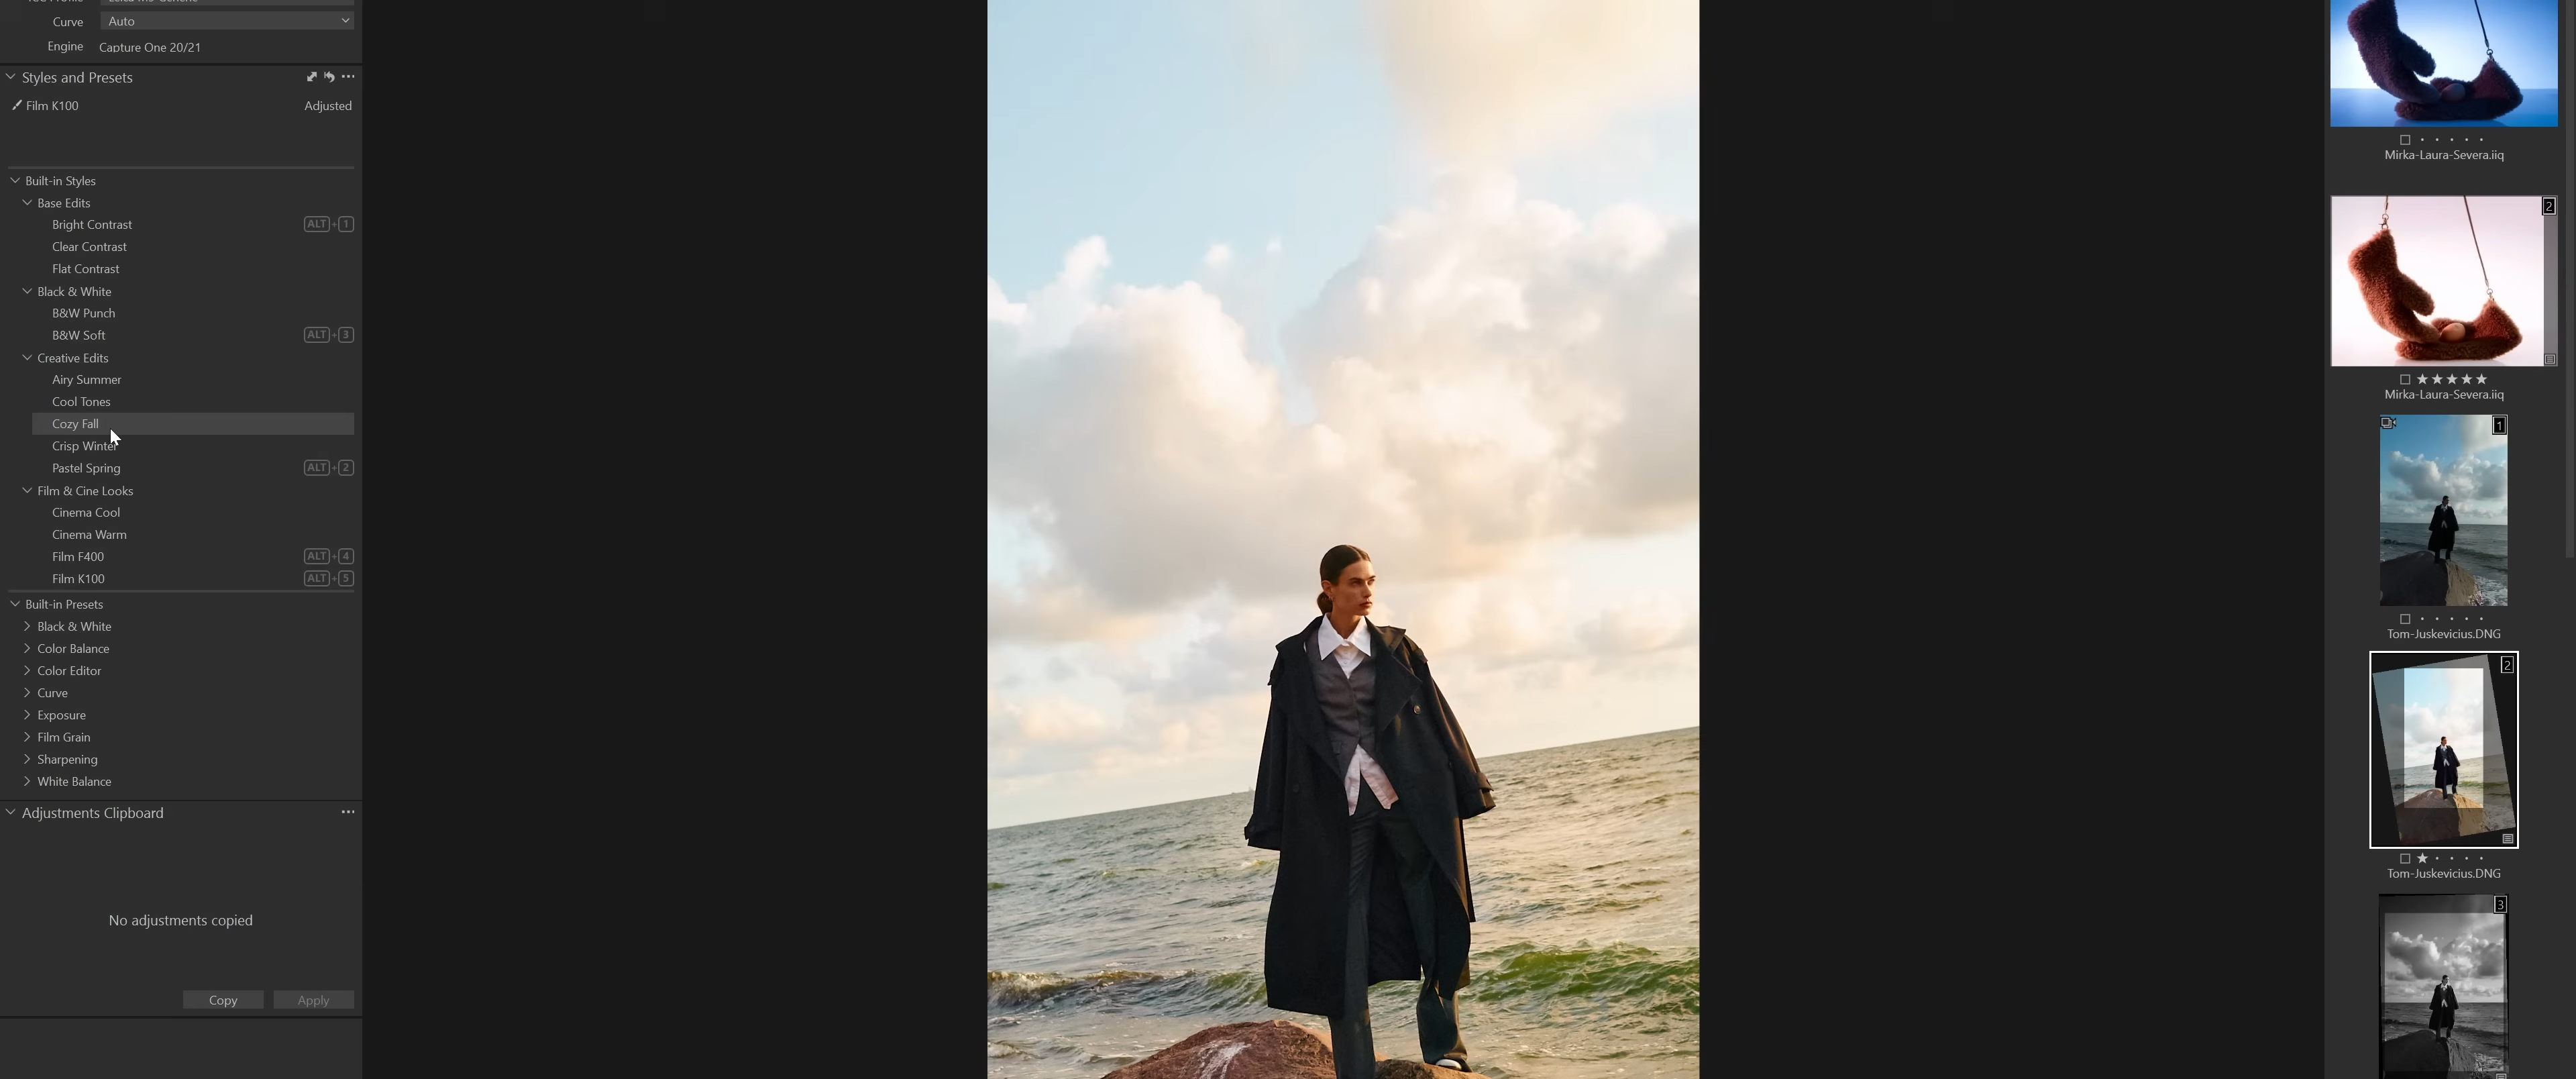 Curve Auto
Engine Capture One 20/21
Styles and Presets
Film K100 Adjusted
Built-in Styles
Base Edits
Bright Contrast ALT + 1
Clear Contrast
Flat Contrast
Black & White
B&W Punch
B&W Soft ALT + 3
Creative Edits
Airy Summer
Cool Tones
Cozy Fall
Crisp Winter
Pastel Spring ALT + 2
Film & Cine Looks
Cinema Cool
Cinema Warm
Film F400 ALT + 4
Film K100 ALT + 5
Built-in Presets
Black & White
Color Balance
Color Editor
Curve
Exposure
Film Grain
Sharpening
White Balance
Adjustments Clipboard
No adjustments copied
Copy Apply
Mirka-Laura-Severa.iiq
2
Mirka-Laura-Severa.iiq
1
Tom-Juskevicius.DNG
2
Tom-Juskevicius.DNG
3